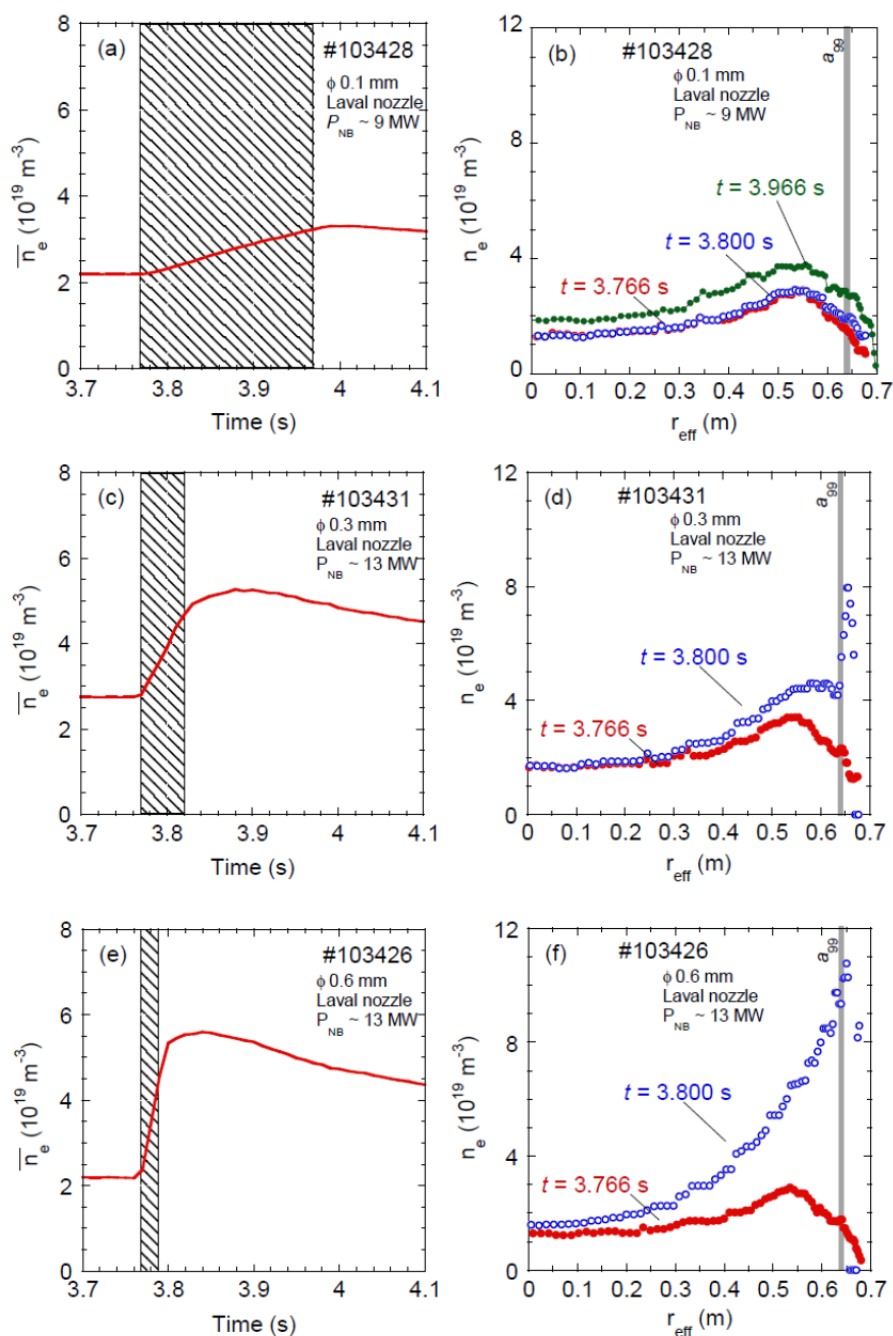 (a)
#103428
φ 0.1 mm
Laval nozzle
P_NB ~ 9 MW
n_e (10^19 m^-3)
8
6
4
2
0
3.7 3.8 3.9 4 4.1
Time (s)
(b)
#103428
φ 0.1 mm
Laval nozzle
P_NB ~ 9 MW
a_99
t = 3.966 s
t = 3.800 s
t = 3.766 s
n_e (10^19 m^-3)
12
8
4
0
0 0.1 0.2 0.3 0.4 0.5 0.6 0.7
r_eff (m)
(c)
#103431
φ 0.3 mm
Laval nozzle
P_NB ~ 13 MW
n_e (10^19 m^-3)
8
6
4
2
0
3.7 3.8 3.9 4 4.1
Time (s)
(d)
#103431
φ 0.3 mm
Laval nozzle
P_NB ~ 13 MW
a_99
t = 3.800 s
t = 3.766 s
n_e (10^19 m^-3)
12
8
4
0
0 0.1 0.2 0.3 0.4 0.5 0.6 0.7
r_eff (m)
(e)
#103426
φ 0.6 mm
Laval nozzle
P_NB ~ 13 MW
n_e (10^19 m^-3)
8
6
4
2
0
3.7 3.8 3.9 4 4.1
Time (s)
(f)
#103426
φ 0.6 mm
Laval nozzle
P_NB ~ 13 MW
a_99
t = 3.800 s
t = 3.766 s
n_e (10^19 m^-3)
12
8
4
0
0 0.1 0.2 0.3 0.4 0.5 0.6 0.7
r_eff (m)